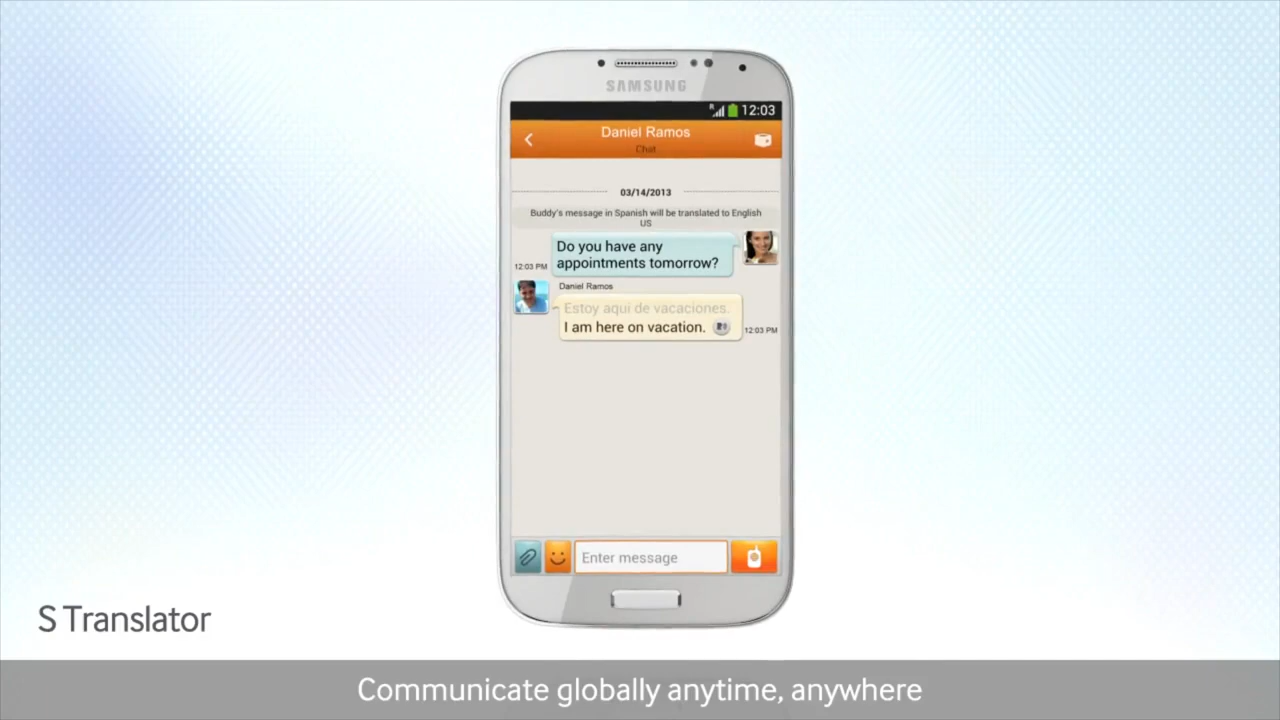 SAMSUNG
R
12:03
Daniel Ramos
Chat..
03/14/2013
Buddy's message in Spanish will be translated to English
US
Do you have any
appointments tomorrow?
12:03 PM
Daniel Ramos
Estoy aqui de vacaciones.
I am here on vacation.
12:03 PM
Enter message
S Translator
Communicate globally anytime, anywhere